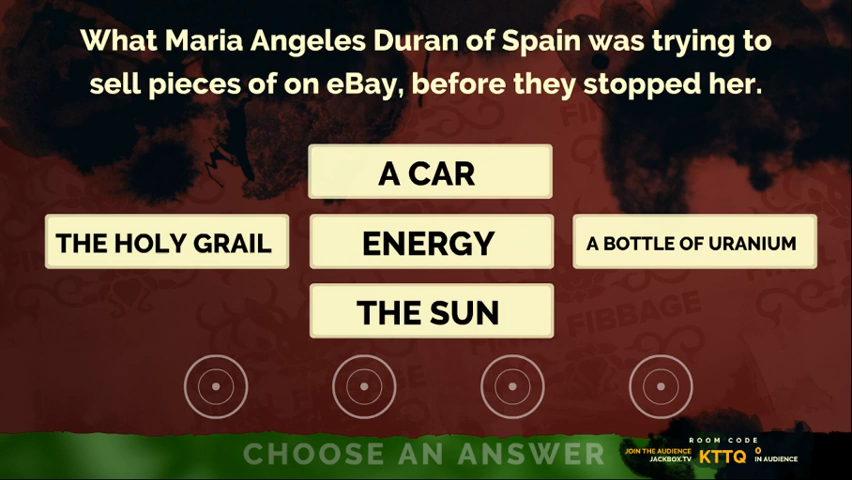 What Maria Angeles Duran of Spain was trying to
sell pieces of on eBay, before they stopped her.
A CAR
THE HOLY GRAIL
ENERGY
A BOTTLE OF URANIUM
THE SUN
FIBBAGE
CHOOSE AN ANSWER
ROOM CODE
JOIN THE AUDIENCE
JACKBOX.TV
KTTQ
0
IN AUDIENCE